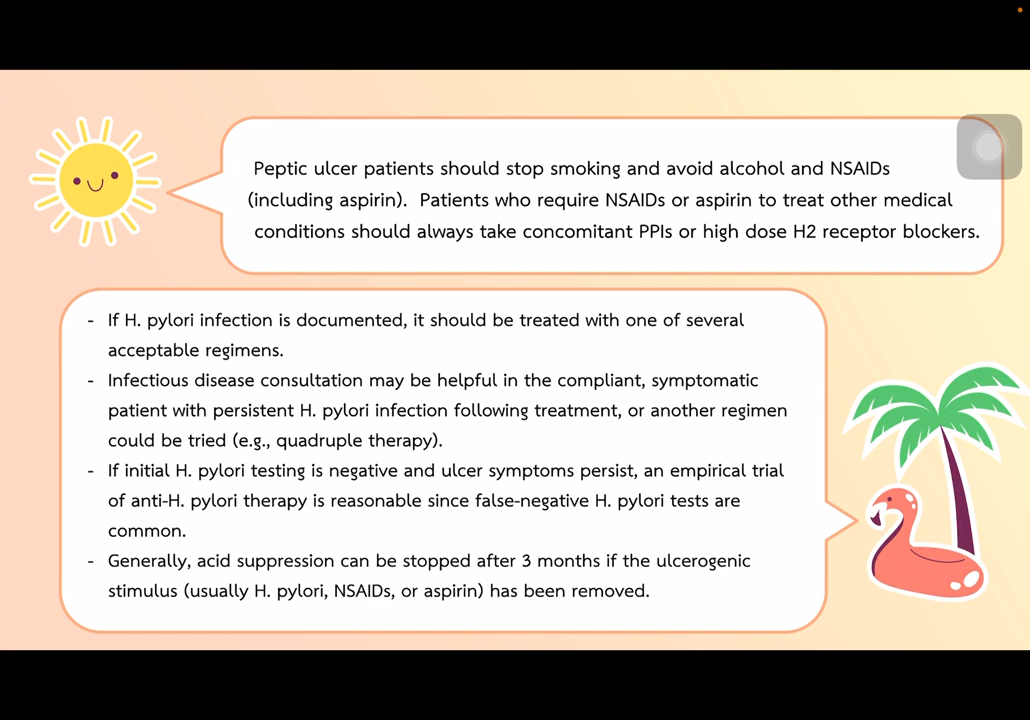 Peptic ulcer patients should stop smoking and avoid alcohol and NSAIDs
(including aspirin). Patients who require NSAIDs or aspirin to treat other medical
conditions should always take concomitant PPIs or high dose H2 receptor blockers.
- If H. pylori infection is documented, it should be treated with one of several
acceptable regimens.
- Infectious disease consultation may be helpful in the compliant, symptomatic
patient with persistent H. pylori infection following treatment, or another regimen
could be tried (e.g., quadruple therapy).
- If initial H. pylori testing is negative and ulcer symptoms persist, an empirical trial
of anti-H. pylori therapy is reasonable since false-negative H. pylori tests are
common.
- Generally, acid suppression can be stopped after 3 months if the ulcerogenic
stimulus (usually H. pylori, NSAIDs, or aspirin) has been removed.